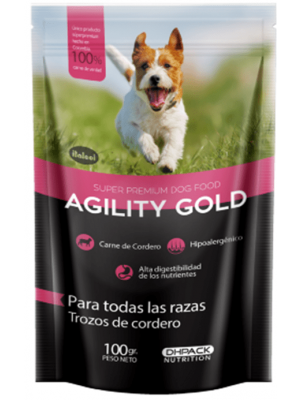 100%
italcol
SUPER PREMIUM DOG FOOD
AGILITY GOLD
Carne de Cordero
Hipoalergénico
Alta digestibilidad
de los nutrientes
Para todas las razas
Trozos de cordero
100gr.
PESO NETO
DHPACK
NUTRITION